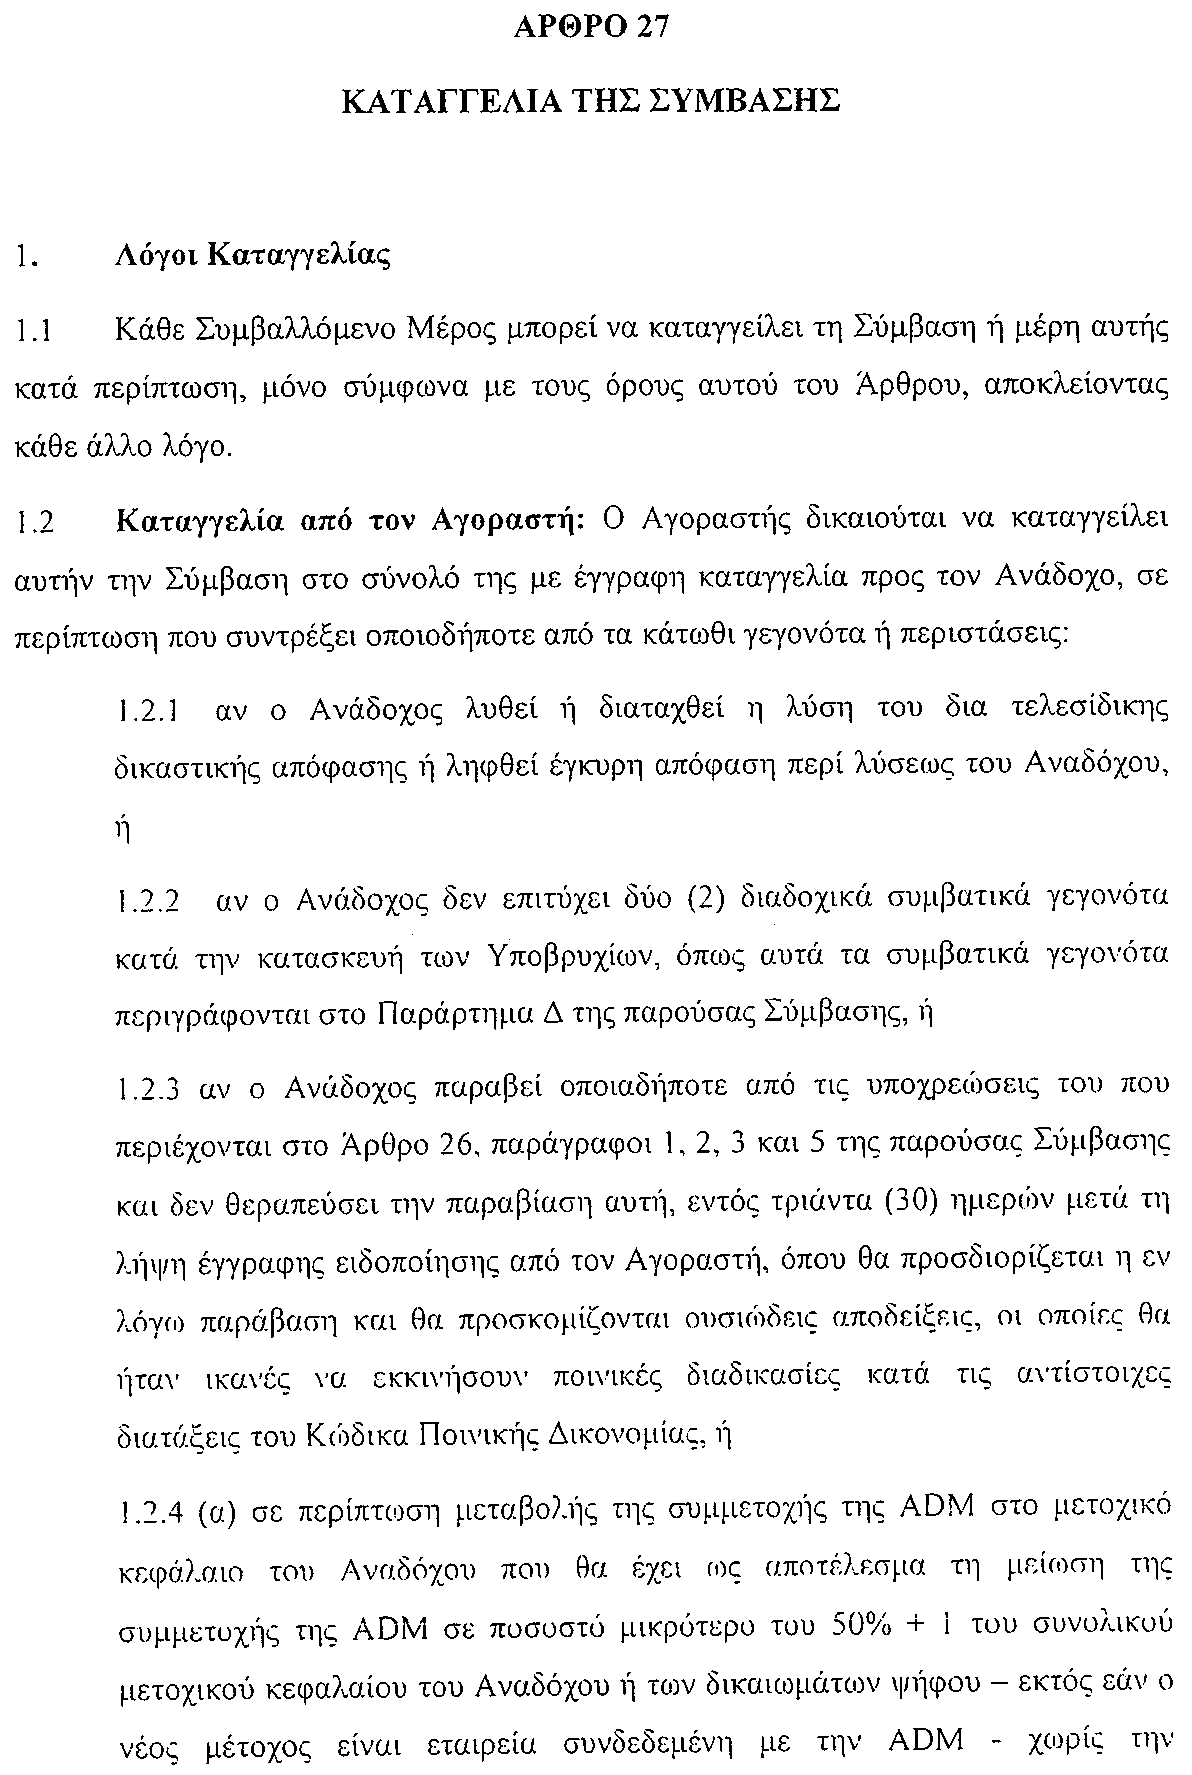 ΑΡΘΡΟ 27
ΚΑΤΑΓΓΕΛΙΑ ΤΗΣ ΣΥΜΒΑΣΗΣ
1. Λόγοι Καταγγελίας
1.1 Κάθε Συμβαλλόμενο Μέρος μπορεί να καταγγείλει τη Σύμβαση ή μέρη αυτής
κατά περίπτωση, μόνο σύμφωνα με τους όρους αυτού του Άρθρου, αποκλείοντας
κάθε άλλο λόγο.
1.2 Καταγγελία από τον Αγοραστή: Ο Αγοραστής δικαιούται να καταγγείλει
αυτήν την Σύμβαση στο σύνολό της με έγγραφη καταγγελία προς τον Ανάδοχο, σε
περίπτωση που συντρέξει οποιοδήποτε από τα κάτωθι γεγονότα ή περιστάσεις:
1.2.1 αν ο Ανάδοχος λυθεί ή διαταχθεί η λύση του δια τελεσίδικης
δικαστικής απόφασης ή ληφθεί έγκυρη απόφαση περί λύσεως του Αναδόχου,
ή
1.2.2 αν ο Ανάδοχος δεν επιτύχει δύο (2) διαδοχικά συμβατικά γεγονότα
κατά την κατασκευή των Υποβρυχίων, όπως αυτά τα συμβατικά γεγονότα
περιγράφονται στο Παράρτημα Δ της παρούσας Σύμβασης, ή
1.2.3 αν ο Ανάδοχος παραβεί οποιαδήποτε από τις υποχρεώσεις του που
περιέχονται στο Άρθρο 26, παράγραφοι 1, 2, 3 και 5 της παρούσας Σύμβασης
και δεν θεραπεύσει την παραβίαση αυτή, εντός τριάντα (30) ημερών μετά τη
λήψη έγγραφης ειδοποίησης από τον Αγοραστή, όπου θα προσδιορίζεται η εν
λόγω παράβαση και θα προσκομίζονται ουσιώδεις αποδείξεις, οι οποίες θα
ήταν ικανές να εκκινήσουν ποινικές διαδικασίες κατά τις αντίστοιχες
διατάξεις του Κώδικα Ποινικής Δικονομίας, ή
1.2.4 (α) σε περίπτωση μεταβολής της συμμετοχής της ADM στο μετοχικό
κεφάλαιο του Αναδόχου που θα έχει ως αποτέλεσμα τη μείωση της
συμμετοχής της ADM σε ποσοστό μικρότερο του 50% + 1 του συνολικού
μετοχικού κεφαλαίου του Αναδόχου ή των δικαιωμάτων ψήφου – εκτός εάν ο
νέος μέτοχος είναι εταιρεία συνδεδεμένη με την ADM - χωρίς την